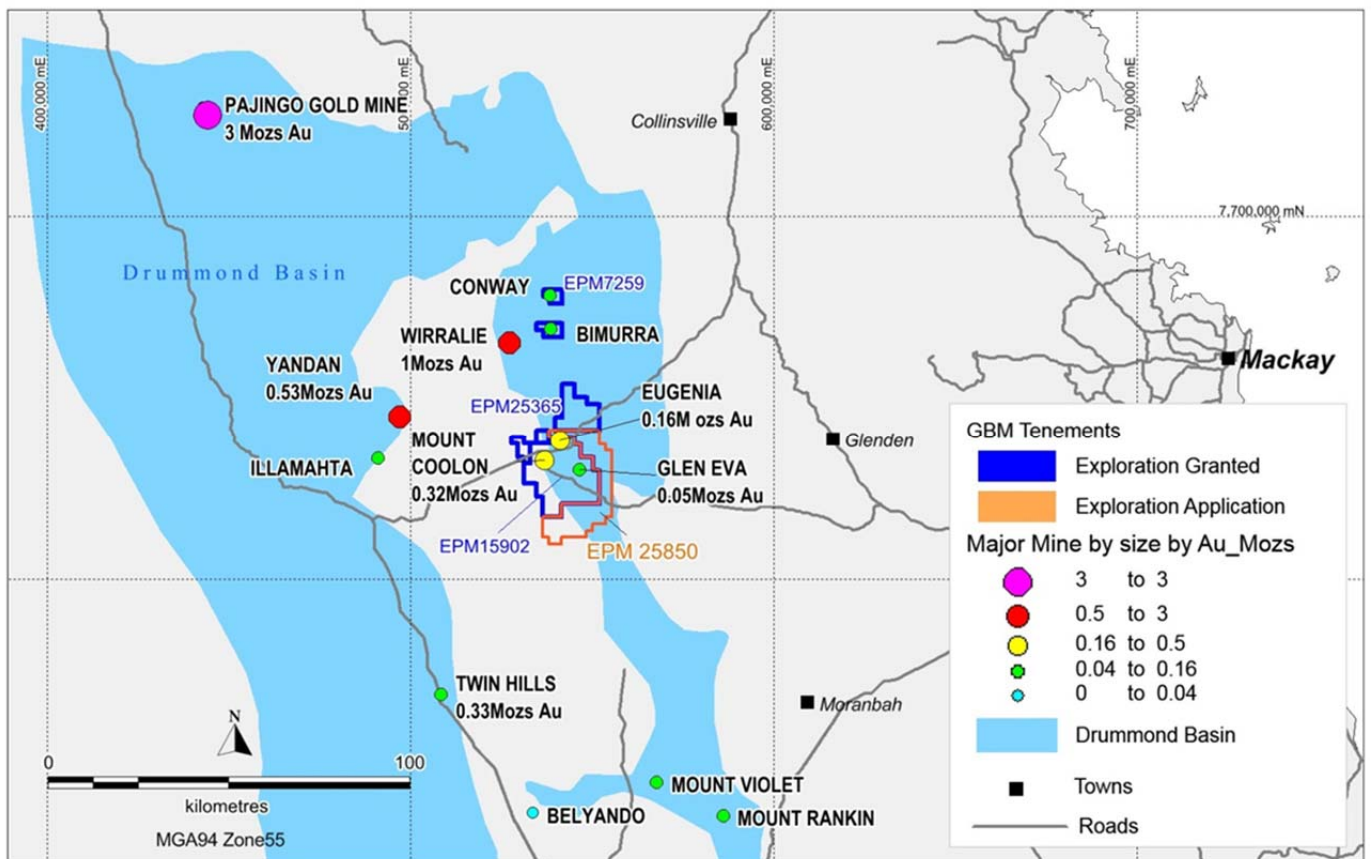 400,000 mE
50
mE
600,000 mE
700,000 mE
PAJINGO GOLD MINE
3 Mozs Au
Collinsville
7,700,000 mN
Drummond Basin
CONWAY
EPM7259
WIRRALIE
1Mozs Au
BIMURRA
YANDAN
0.53Mozs Au
EPM25365
EUGENIA
0.16M ozs Au
Mackay
MOUNT
COOLON
0.32Mozs Au
ILLAMAHTA
GLEN EVA
0.05Mozs Au
Glenden
EPM15902
EPM 25850
TWIN HILLS
0.33Mozs Au
Moranbah
MOUNT VIOLET
BELYANDO
MOUNT RANKIN
N
0
100
kilometres
MGA94 Zone55
GBM Tenements
Exploration Granted
Exploration Application
Major Mine by size by Au_Mozs
3 to 3
0.5 to 3
0.16 to 0.5
0.04 to 0.16
0 to 0.04
Drummond Basin
Towns
Roads